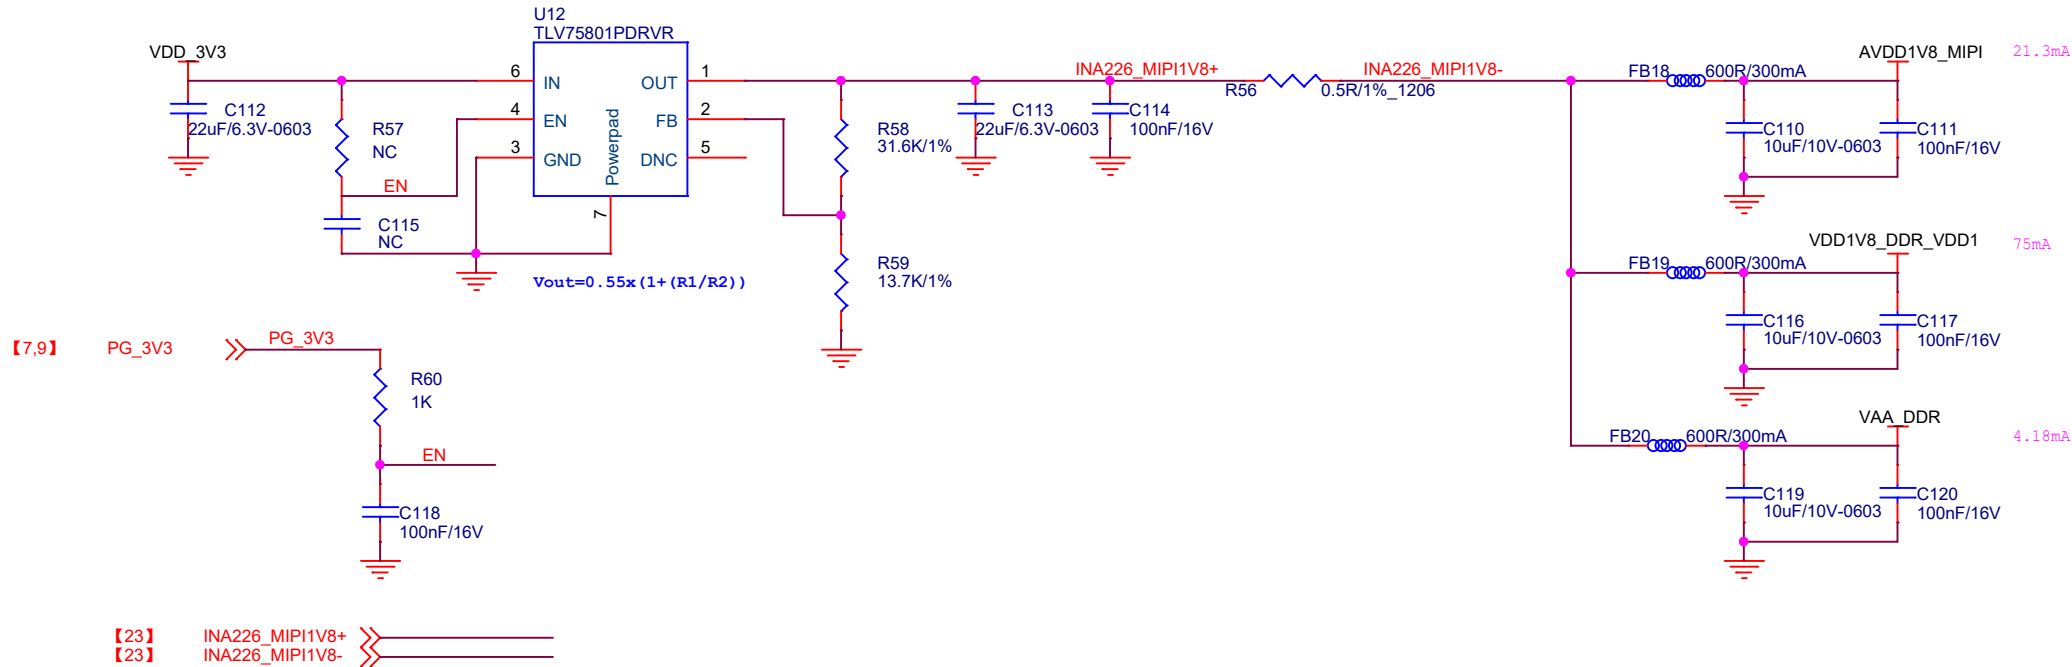 U12
TLV75801PDRVR
VDD_3V3
6
IN
OUT
1
4
EN
FB
2
3
GND
DNC
5
Powerpad
7
C112
22uF/6.3V-0603
R57
NC
EN
C115
NC
Vout=0.55x(1+(R1/R2))
R58
31.6K/1%
R59
13.7K/1%
C113
22uF/6.3V-0603
C114
100nF/16V
INA226_MIPI1V8+
R56
0.5R/1%_1206
INA226_MIPI1V8-
FB18
600R/300mA
AVDD1V8_MIPI
21.3mA
C110
10uF/10V-0603
C111
100nF/16V
FB19
600R/300mA
VDD1V8_DDR_VDD1
75mA
C116
10uF/10V-0603
C117
100nF/16V
FB20
600R/300mA
VAA_DDR
4.18mA
C119
10uF/10V-0603
C120
100nF/16V
【7,9】 PG_3V3
PG_3V3
R60
1K
EN
C118
100nF/16V
【23】 INA226_MIPI1V8+
【23】 INA226_MIPI1V8-